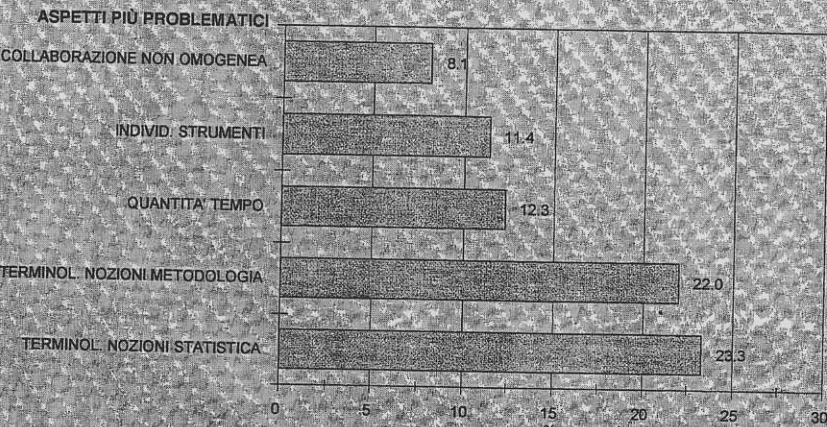 ASPETTI PIÙ PROBLEMATICI
COLLABORAZIONE NON OMOGENEA 8.1
INDIVID. STRUMENTI 11.4
QUANTITA' TEMPO 12.3
TERMINOL. NOZIONI METODOLOGIA 22.0
TERMINOL. NOZIONI STATISTICA 23.3
0 5 10 15 20 25 30